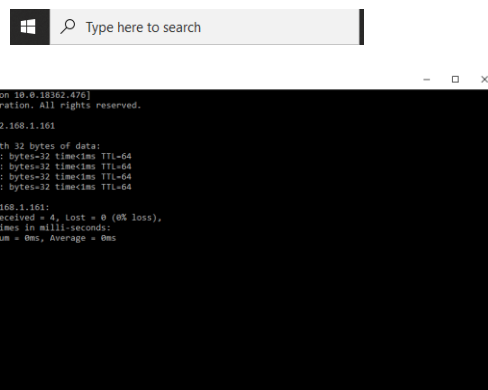 Type here to search
on 10.0.18362.476]
ration. All rights reserved.
2.168.1.161
th 32 bytes of data:
: bytes=32 time<1ms TTL=64
: bytes=32 time<1ms TTL=64
: bytes=32 time<1ms TTL=64
: bytes=32 time<1ms TTL=64
168.1.161:
eceived = 4, Lost = 0 (0% loss),
imes in milli-seconds:
um = 0ms, Average = 0ms